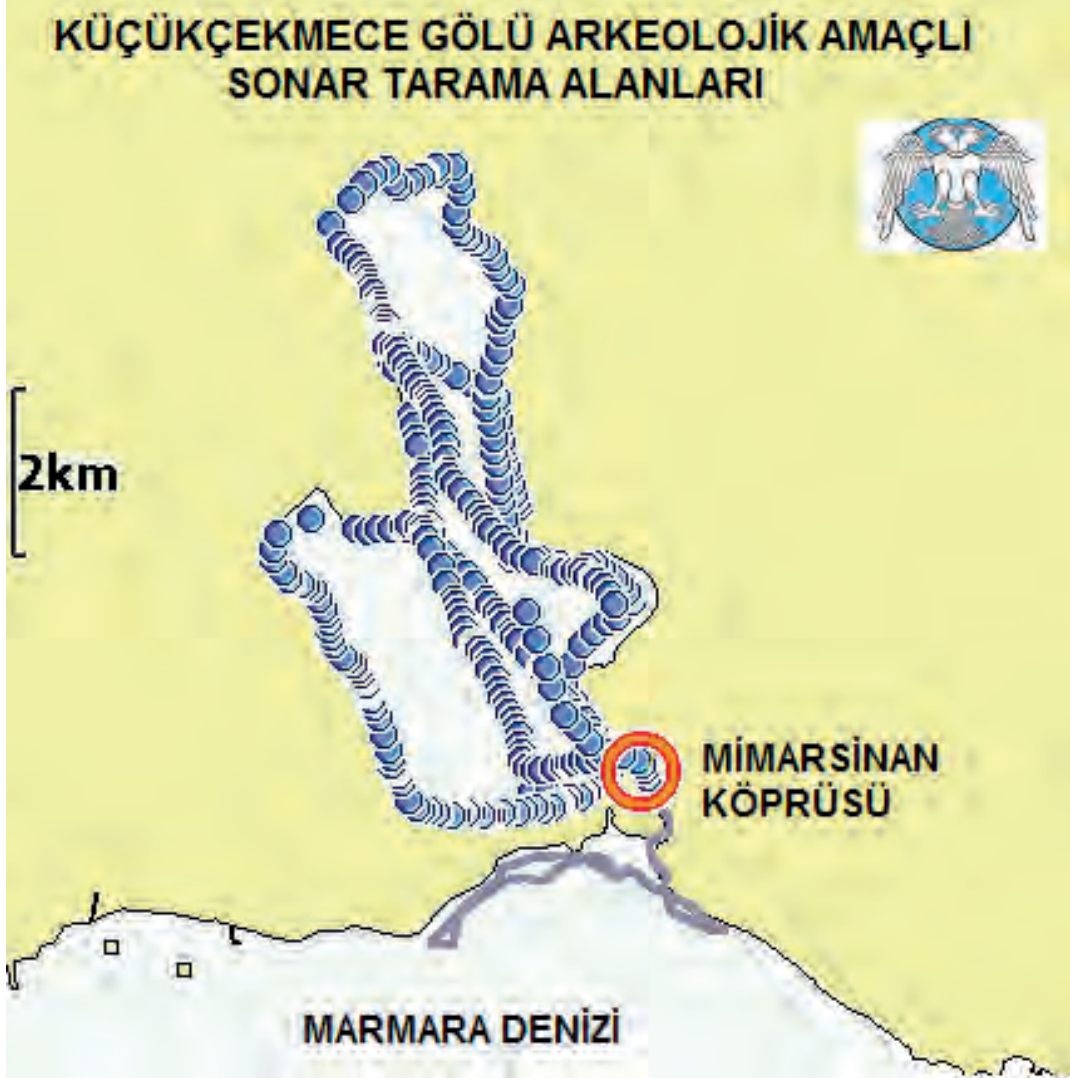 KÜÇÜKÇEKMECE GÖLÜ ARKEOLOJİK AMAÇLI
SONAR TARAMA ALANLARI
2km
MİMARSİNAN
KÖPRÜSÜ
MARMARA DENİZİ